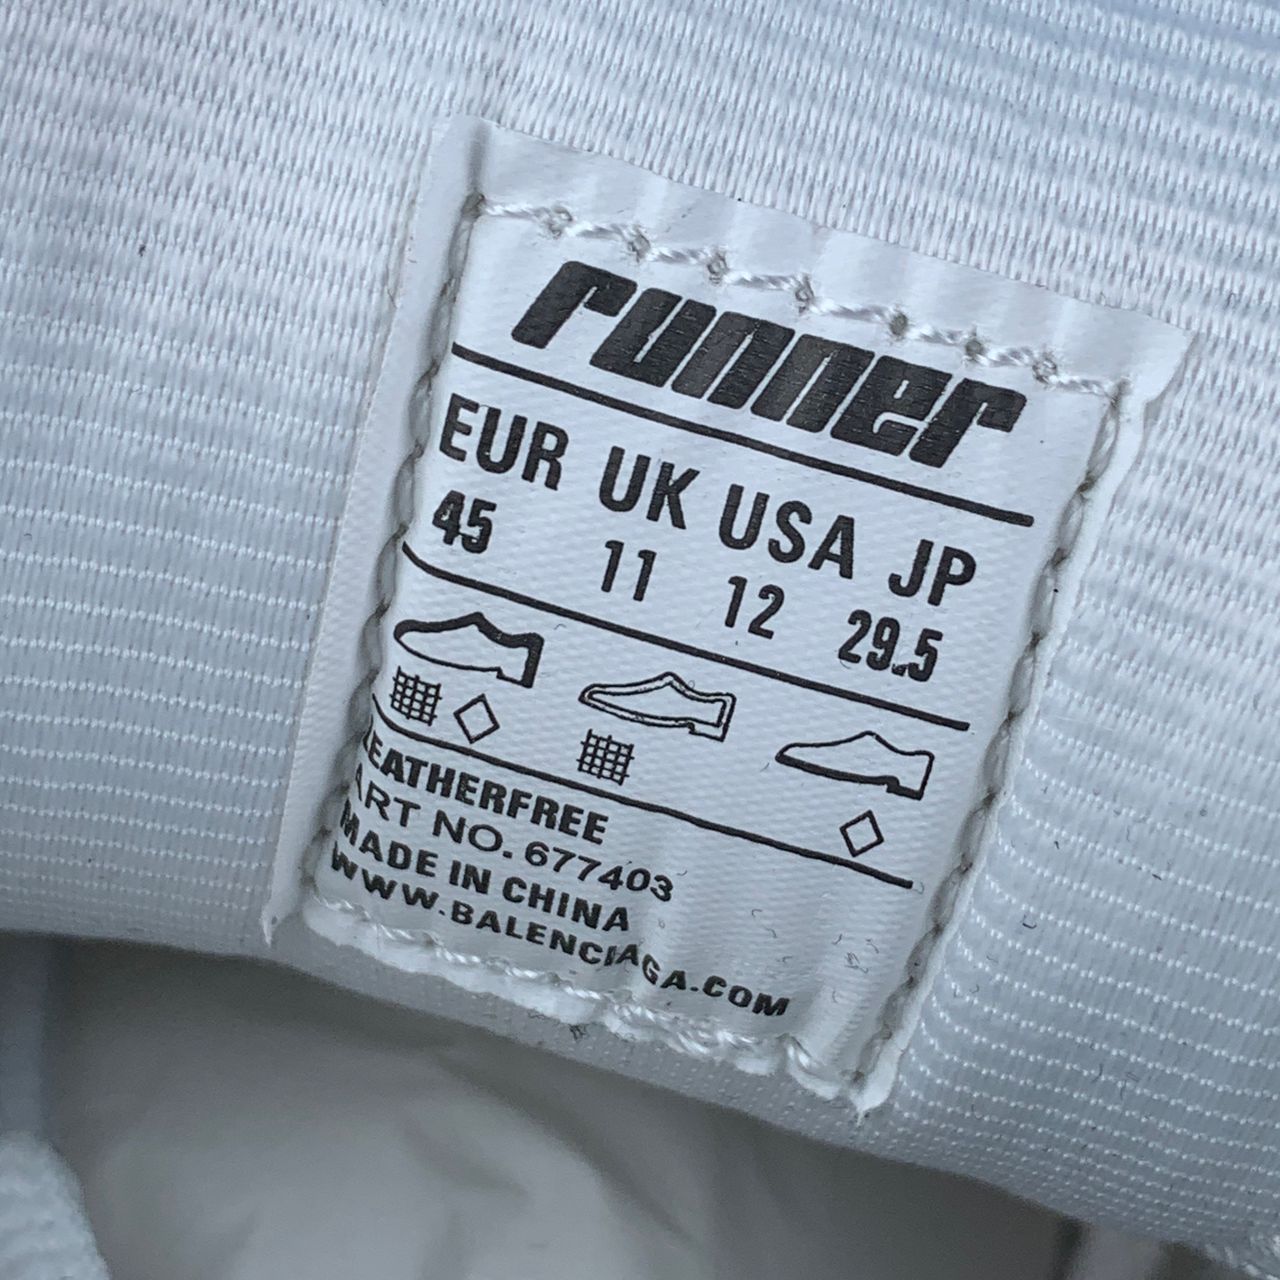 runner
EUR UK USA JP
45 11 12 29.5
LEATHERFREE
ART NO. 677403
MADE IN CHINA
WWW.BALENCIAGA.COM